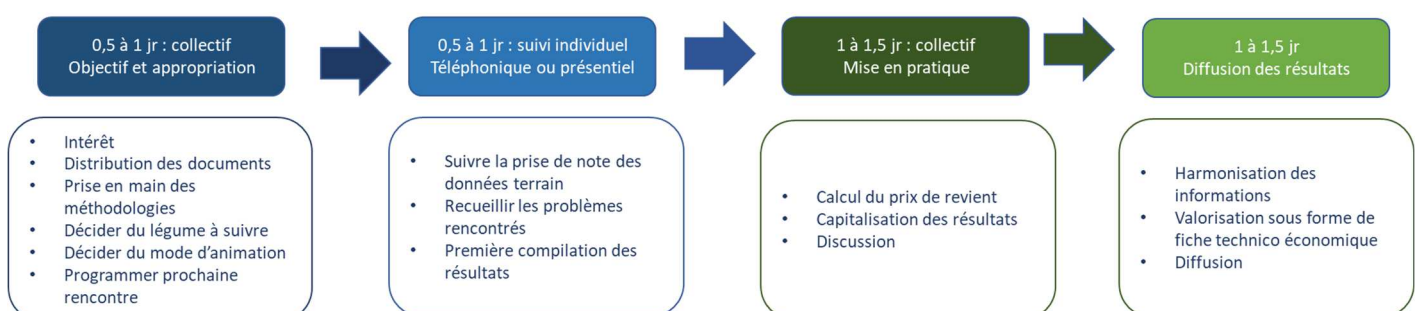 0,5 à 1 jr : collectif
Objectif et appropriation
0,5 à 1 jr : suivi individuel
Téléphonique ou présentiel
1 à 1,5 jr : collectif
Mise en pratique
1 à 1,5 jr
Diffusion des résultats
• Intérêt
• Distribution des documents
• Prise en main des
méthodologies
• Décider du légume à suivre
• Décider du mode d'animation
• Programmer prochaine
rencontre
• Suivre la prise de note des
données terrain
• Recueillir les problèmes
rencontrés
• Première compilation des
résultats
• Calcul du prix de revient
• Capitalisation des résultats
• Discussion
• Harmonisation des
informations
• Valorisation sous forme de
fiche technico économique
• Diffusion